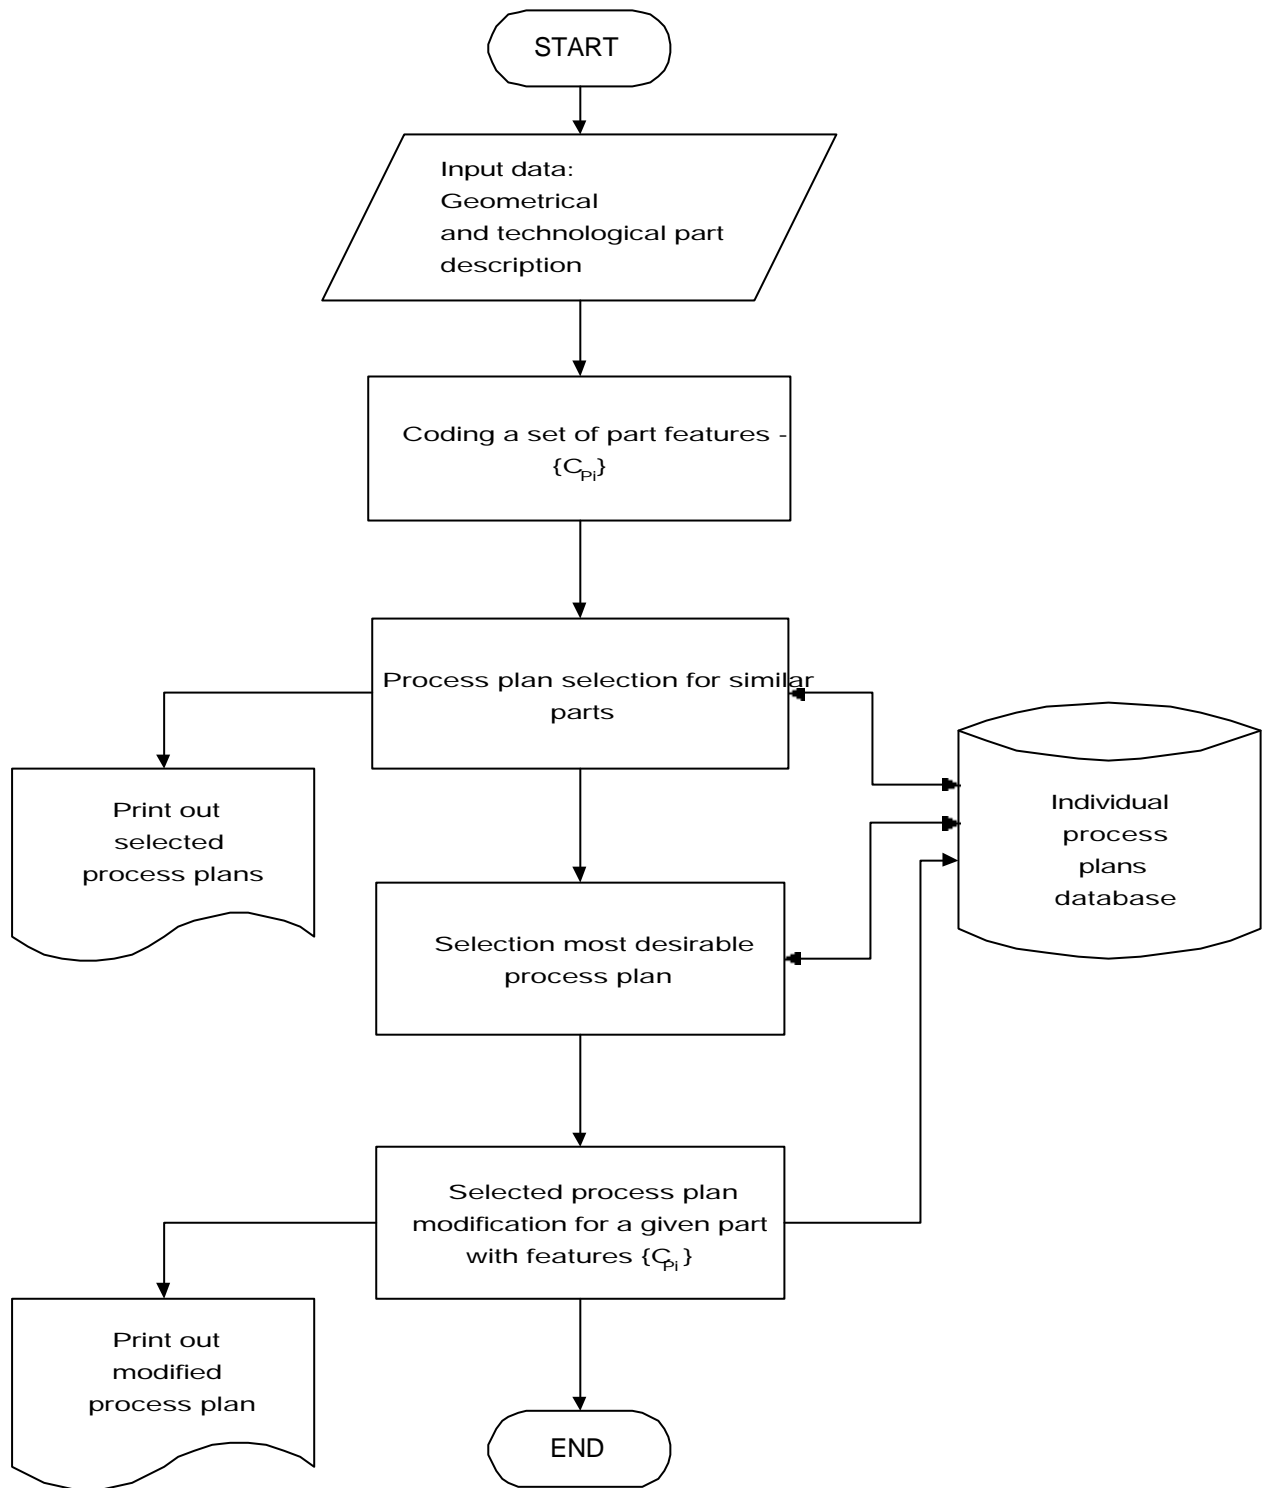 START
Input data:
Geometrical
and technological part
description
Coding a set of part features -
{C_Pi}
Process plan selection for similar
parts
Print out
selected
process plans
Individual
process
plans
database
Selection most desirable
process plan
Selected process plan
modification for a given part
with features {C_Pi}
Print out
modified
process plan
END